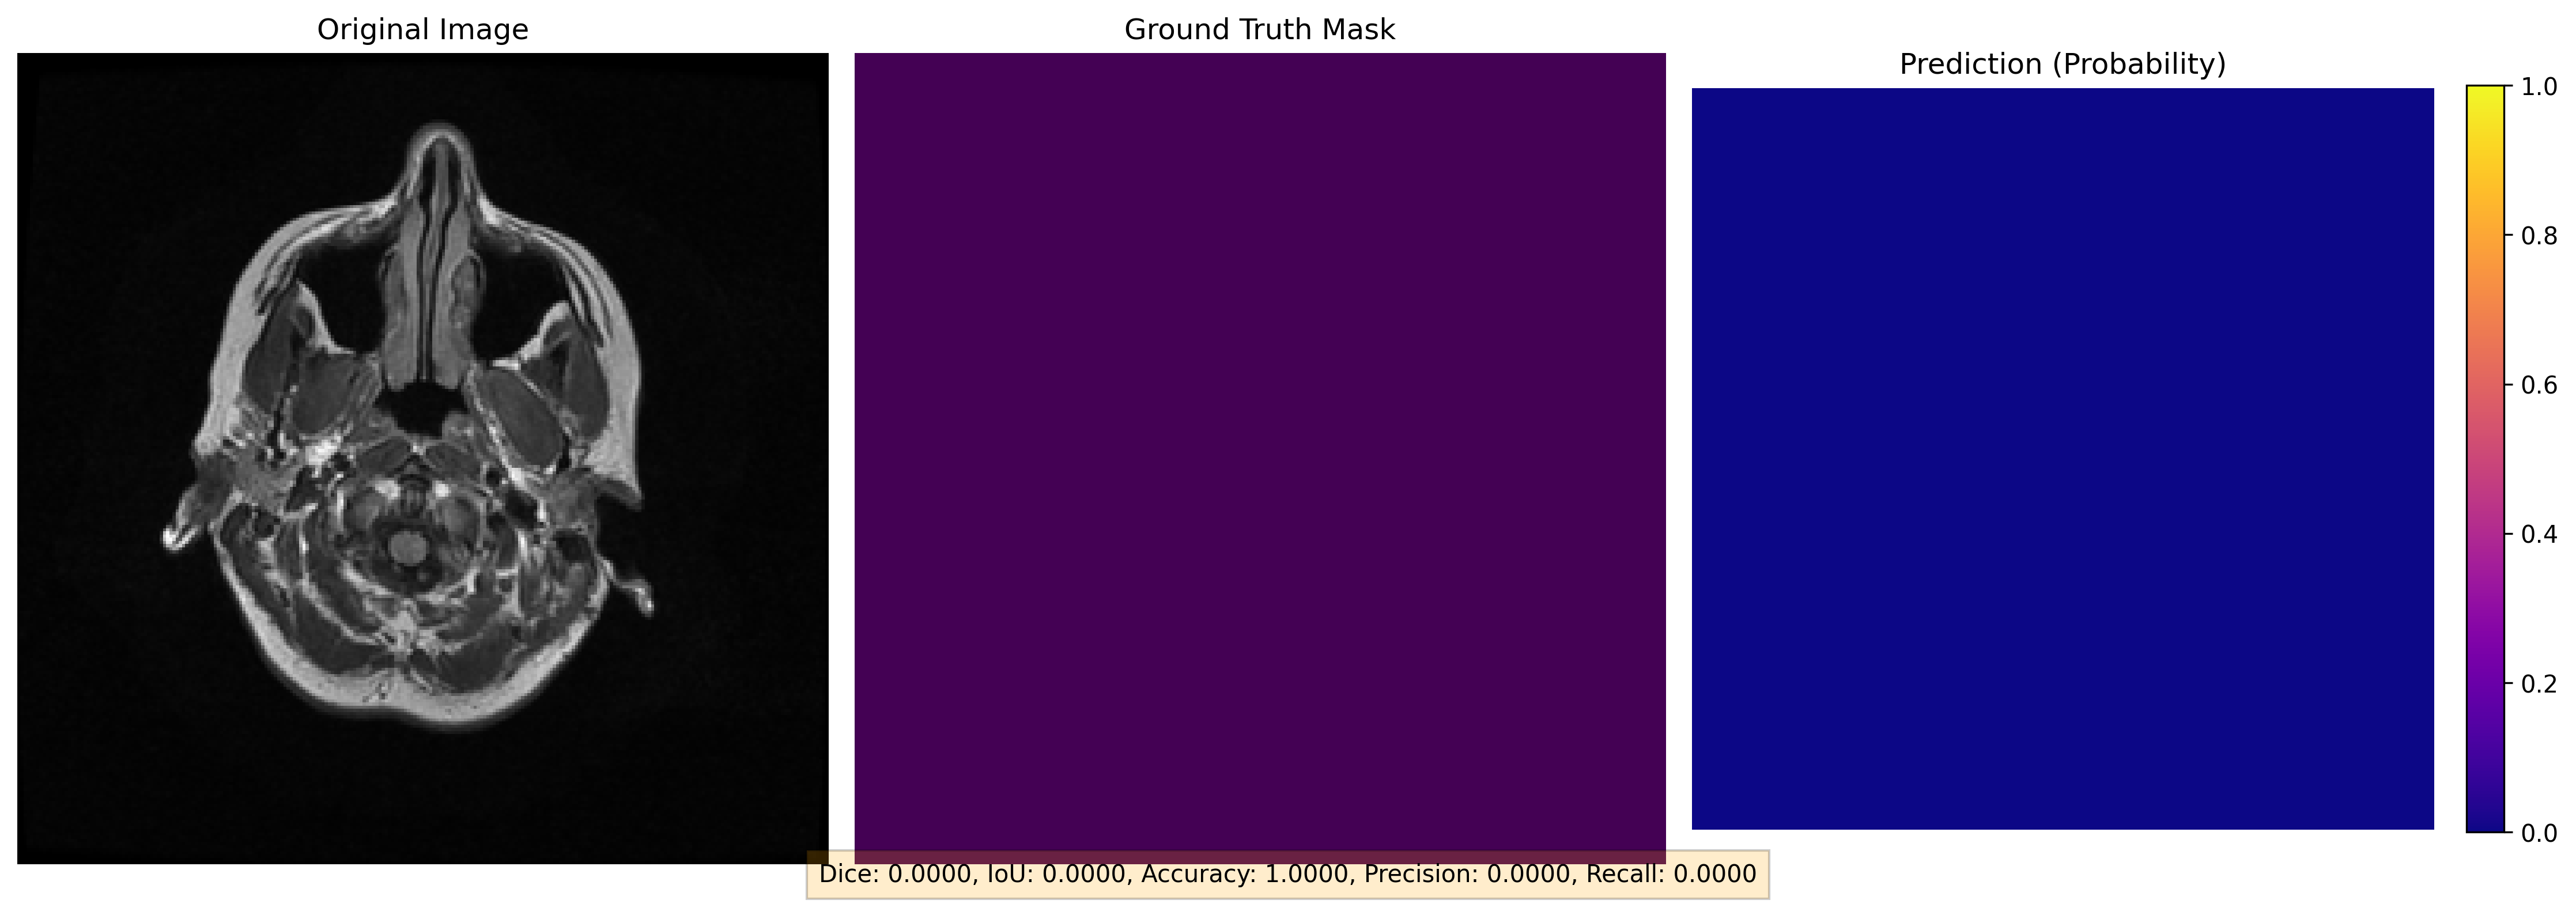 Original Image
Ground Truth Mask
Prediction (Probability)
1.0
0.8
0.6
0.4
0.2
0.0
Dice: 0.0000, IoU: 0.0000, Accuracy: 1.0000, Precision: 0.0000, Recall: 0.0000